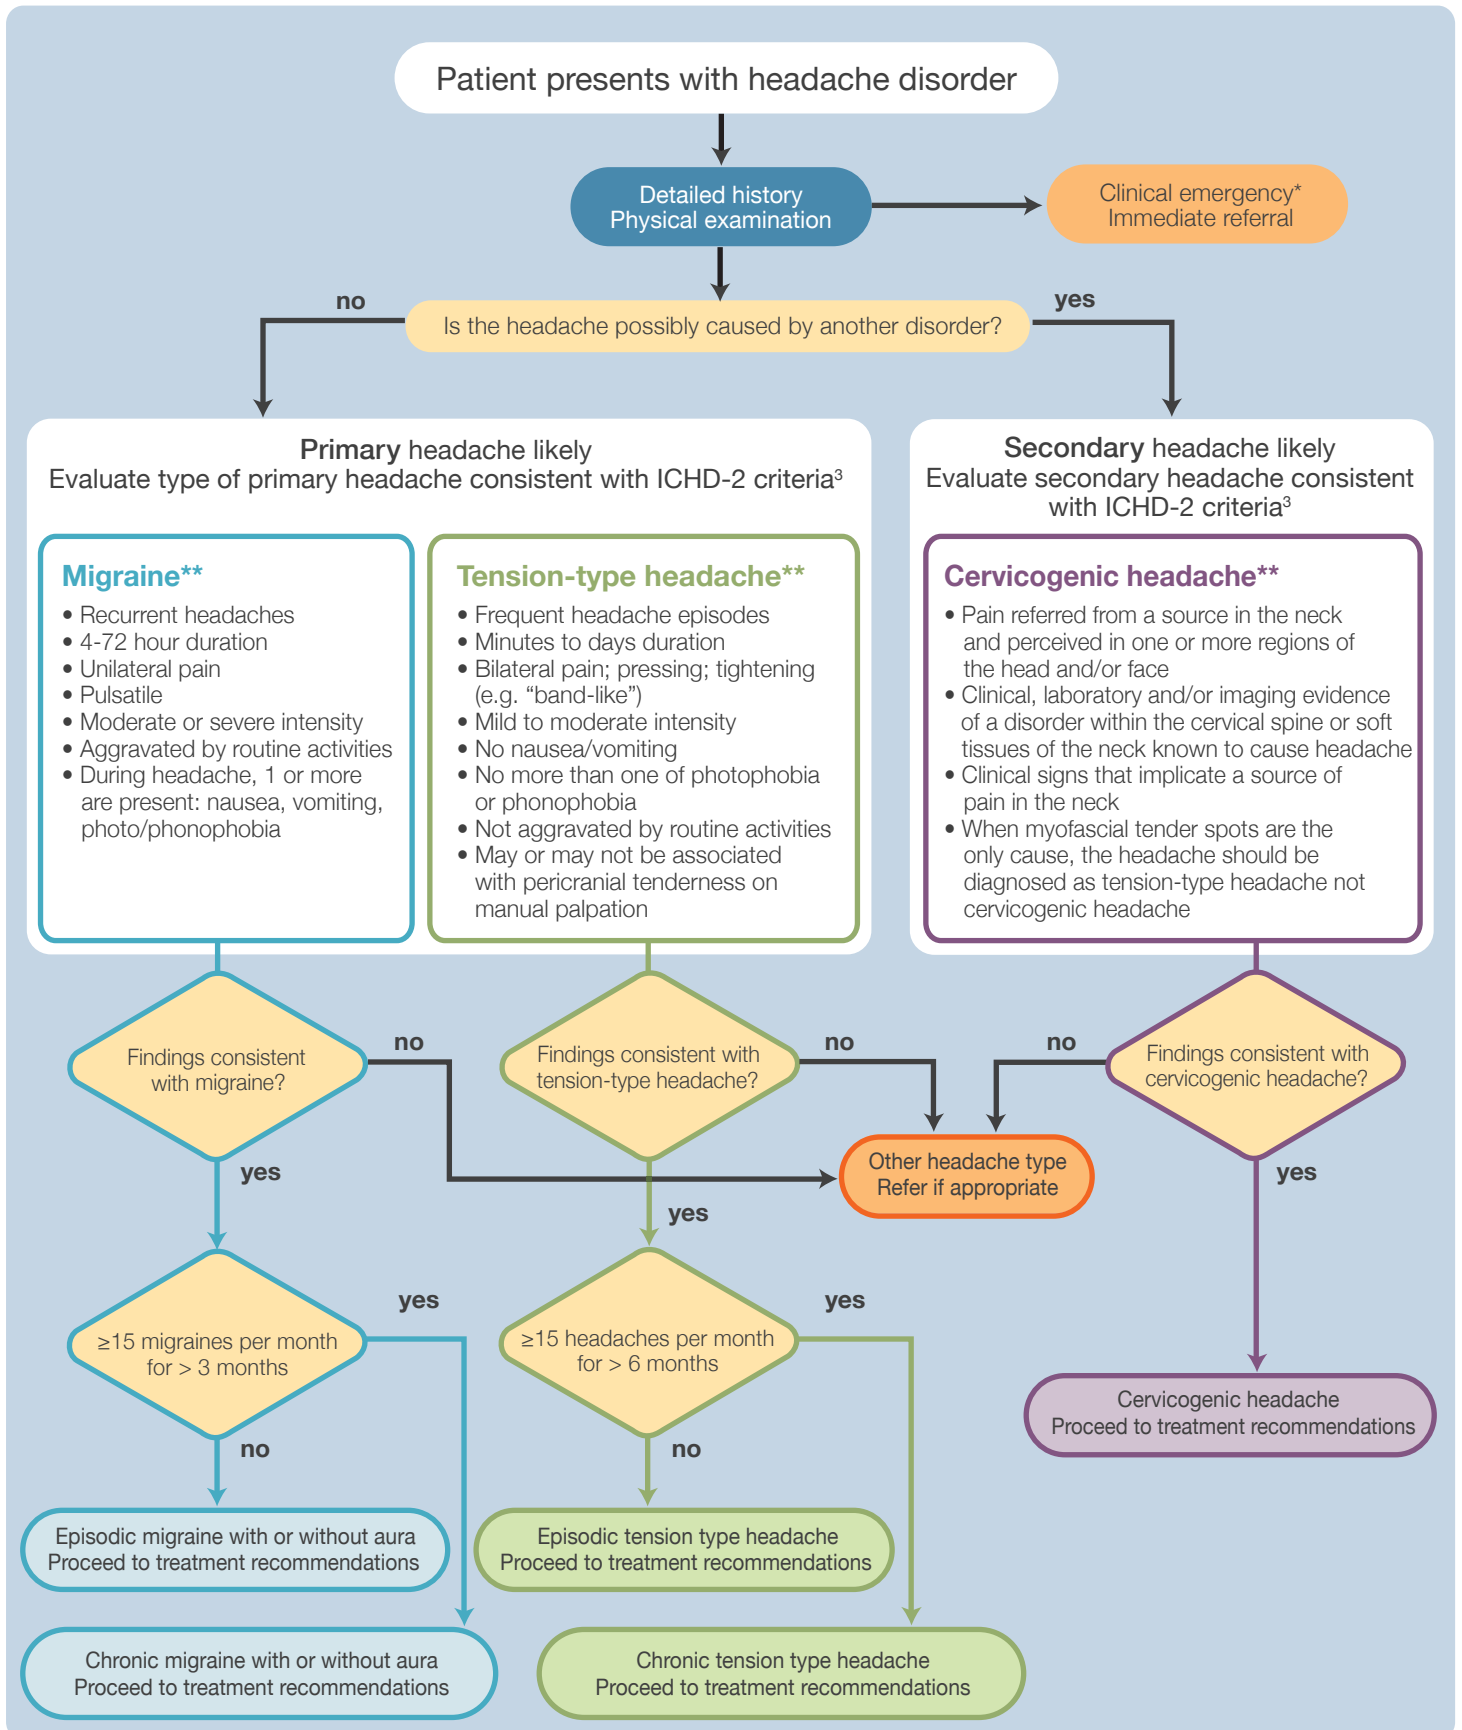 Patient presents with headache disorder
Detailed history
Physical examination
Clinical emergency*
Immediate referral
no
yes
Is the headache possibly caused by another disorder?
Primary headache likely
Evaluate type of primary headache consistent with ICHD-2 criteria³
Migraine**
• Recurrent headaches
• 4-72 hour duration
• Unilateral pain
• Pulsatile
• Moderate or severe intensity
• Aggravated by routine activities
• During headache, 1 or more
are present: nausea, vomiting,
photo/phonophobia
Tension-type headache**
• Frequent headache episodes
• Minutes to days duration
• Bilateral pain; pressing; tightening
(e.g. “band-like”)
• Mild to moderate intensity
• No nausea/vomiting
• No more than one of photophobia
or phonophobia
• Not aggravated by routine activities
• May or may not be associated
with pericranial tenderness on
manual palpation
Secondary headache likely
Evaluate secondary headache consistent
with ICHD-2 criteria³
Cervicogenic headache**
• Pain referred from a source in the neck
and perceived in one or more regions of
the head and/or face
• Clinical, laboratory and/or imaging evidence
of a disorder within the cervical spine or soft
tissues of the neck known to cause headache
• Clinical signs that implicate a source of
pain in the neck
• When myofascial tender spots are the
only cause, the headache should be
diagnosed as tension-type headache not
cervicogenic headache
Findings consistent
with migraine?
no
Findings consistent with
tension-type headache?
no
no
Findings consistent with
cervicogenic headache?
Other headache type
Refer if appropriate
yes
yes
yes
≥15 migraines per month
for > 3 months
yes
≥15 headaches per month
for > 6 months
yes
Cervicogenic headache
Proceed to treatment recommendations
no
no
Episodic migraine with or without aura
Proceed to treatment recommendations
Episodic tension type headache
Proceed to treatment recommendations
Chronic migraine with or without aura
Proceed to treatment recommendations
Chronic tension type headache
Proceed to treatment recommendations